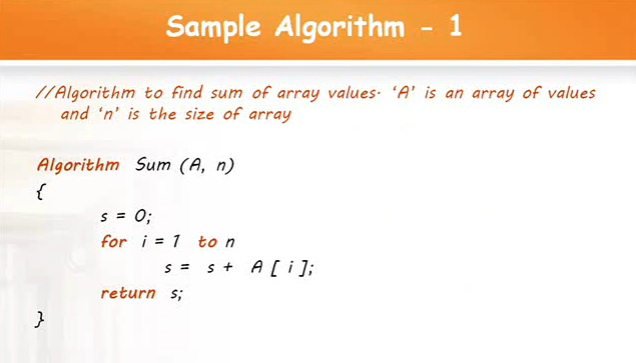 Sample Algorithm - 1
//Algorithm to find sum of array values. ‘A’ is an array of values
and ‘n’ is the size of array
Algorithm Sum (A, n)
{
s = 0;
for i = 1 to n
s = s + A [ i ];
return s;
}